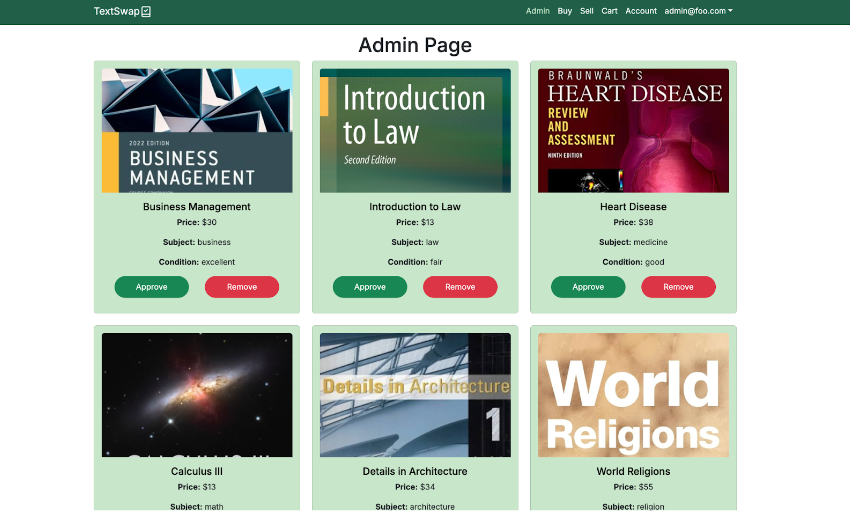 TextSwap
Admin Buy Sell Cart Account admin@foo.com
Admin Page
2022 EDITION
BUSINESS
MANAGEMENT
Business Management
Price: $30
Subject: business
Condition: excellent
Approve Remove
Introduction
to Law
Second Edition
Introduction to Law
Price: $13
Subject: law
Condition: fair
Approve Remove
BRAUNWALD'S
HEART DISEASE
REVIEW
AND
ASSESSMENT
NINTH EDITION
Heart Disease
Price: $38
Subject: medicine
Condition: good
Approve Remove
CALCULUS III
Calculus III
Price: $13
Subject: math
Details in Architecture
1
Details in Architecture
Price: $34
Subject: architecture
World
Religions
World Religions
Price: $55
Subject: religion